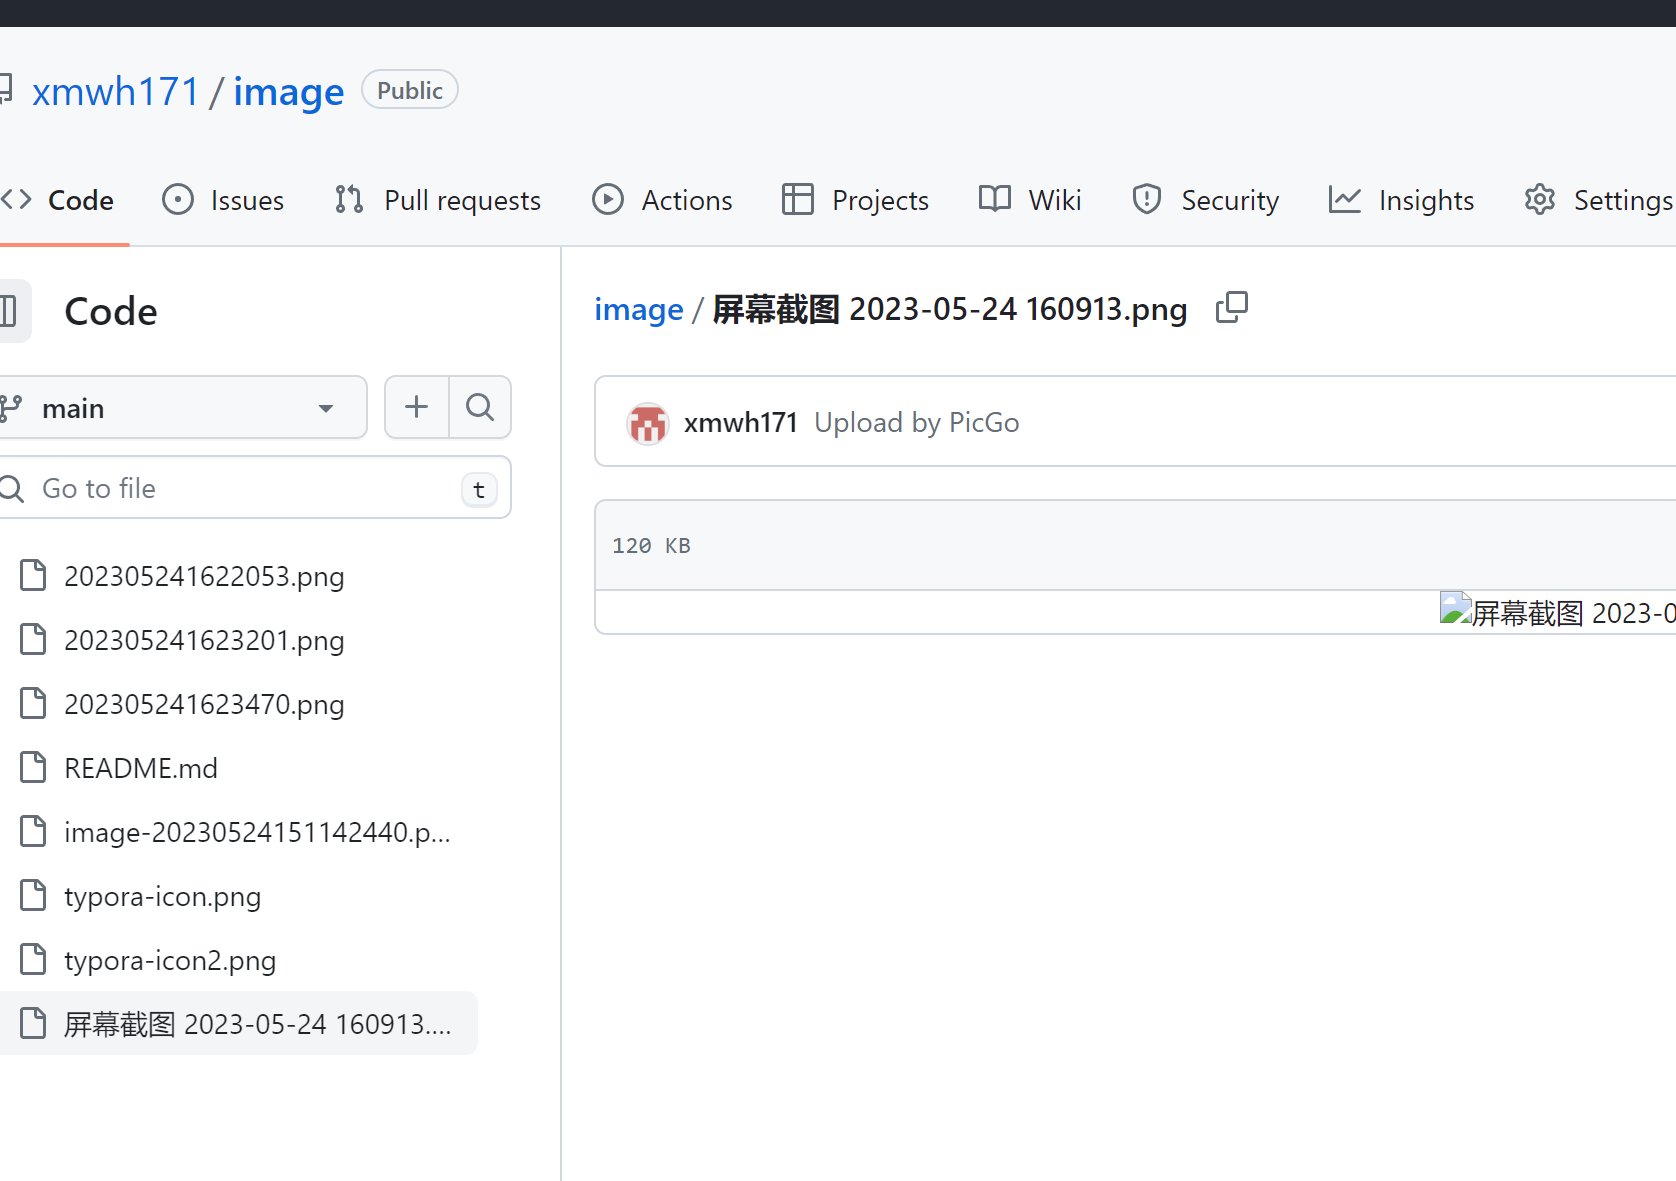 xmwh171 / image Public
Code Issues Pull requests Actions Projects Wiki Security Insights Settings
Code
main
Go to file t
202305241622053.png
202305241623201.png
202305241623470.png
README.md
image-20230524151142440.p...
typora-icon.png
typora-icon2.png
屏幕截图 2023-05-24 160913....
image / 屏幕截图 2023-05-24 160913.png
xmwh171 Upload by PicGo
120 KB
屏幕截图 2023-0